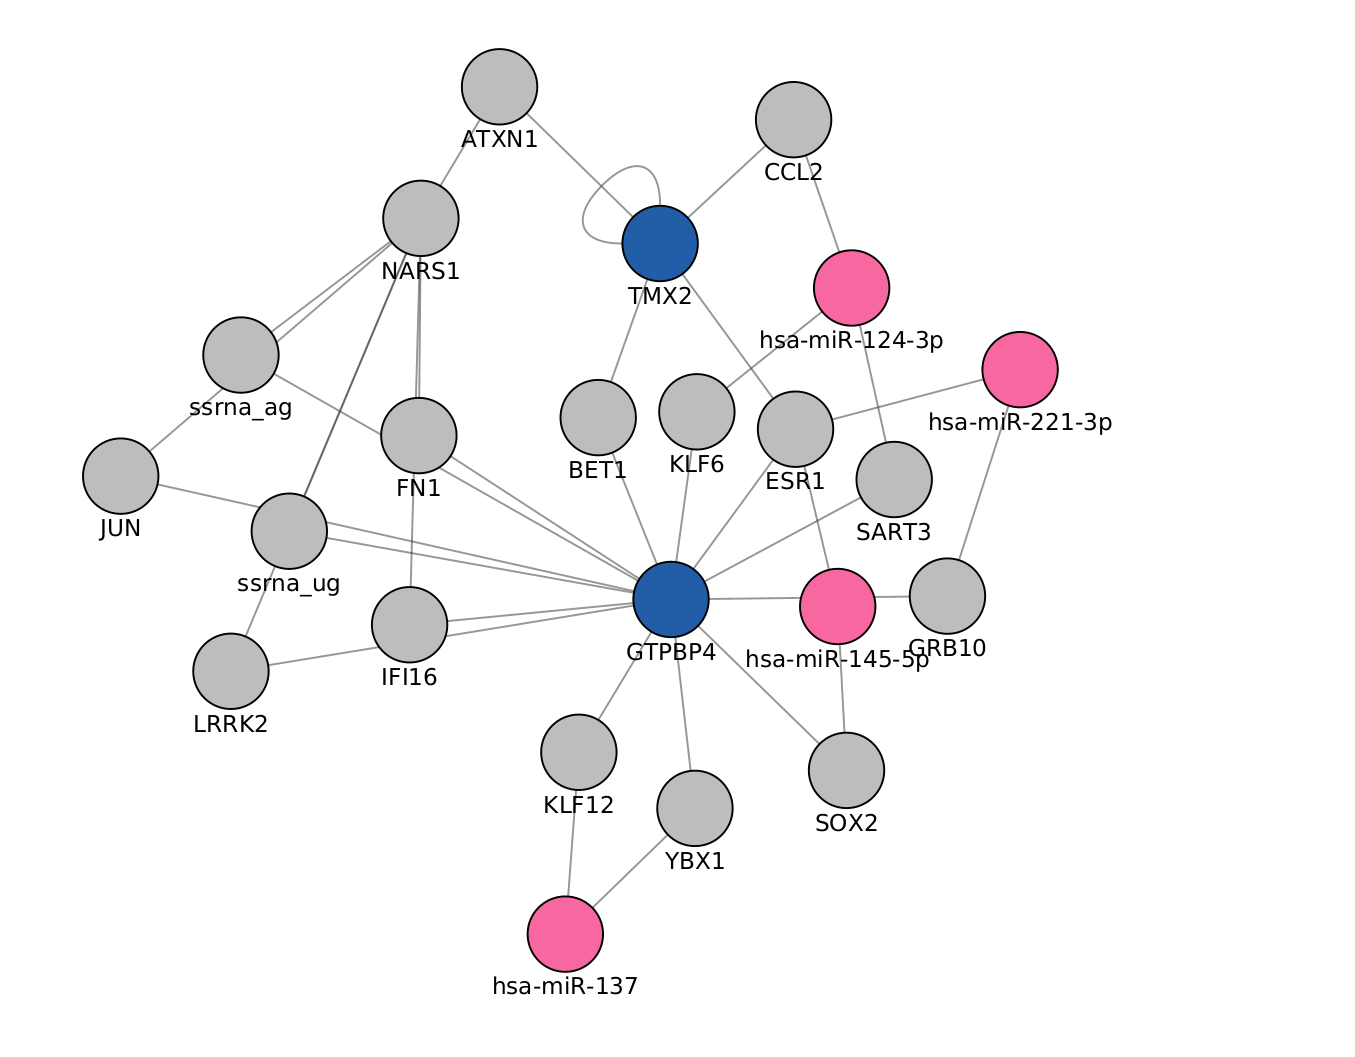 ATXN1
CCL2
NARS1
TMX2
hsa-miR-124-3p
ssrna_ag
hsa-miR-221-3p
BET1
KLF6
ESR1
FN1
JUN
SART3
ssrna_ug
GTPBP4
hsa-miR-145-5p
GRB10
IFI16
LRRK2
KLF12
SOX2
YBX1
hsa-miR-137